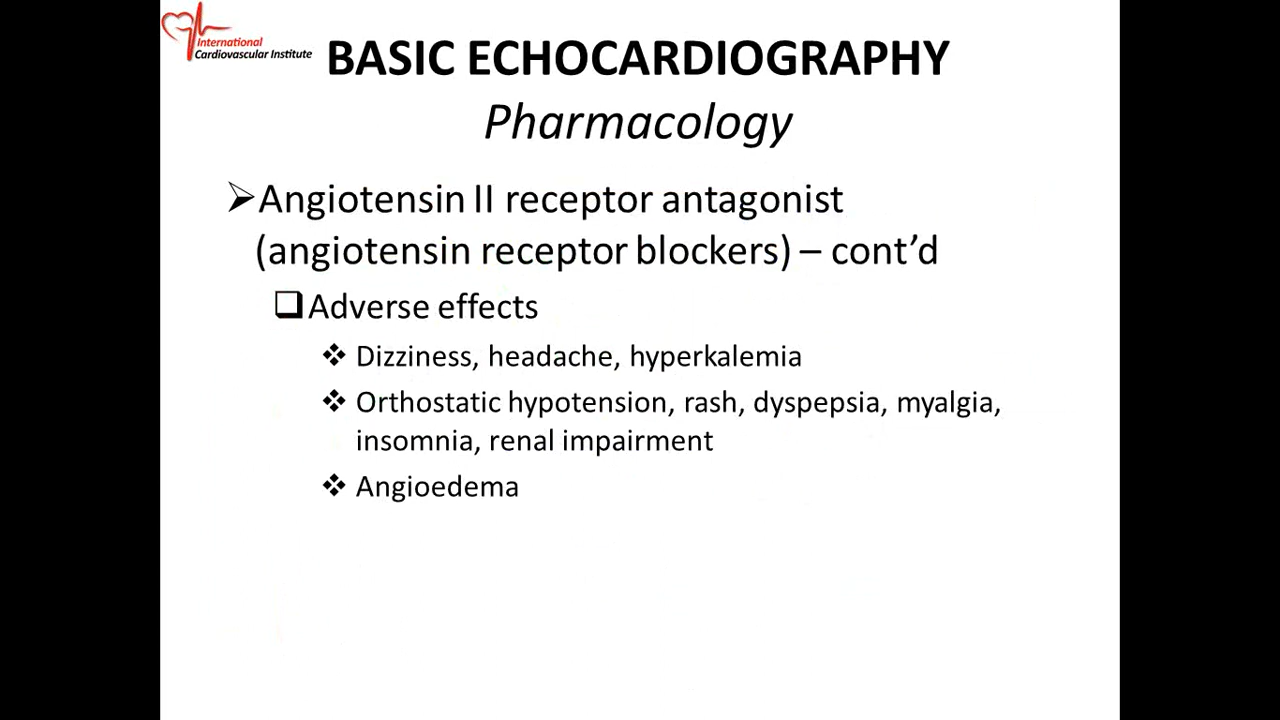 International
Cardiovascular Institute
BASIC ECHOCARDIOGRAPHY
Pharmacology
Angiotensin II receptor antagonist
(angiotensin receptor blockers) – cont’d
Adverse effects
Dizziness, headache, hyperkalemia
Orthostatic hypotension, rash, dyspepsia, myalgia,
insomnia, renal impairment
Angioedema